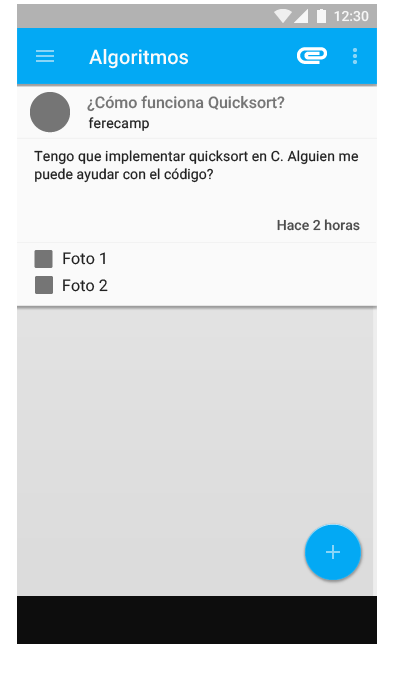 12:30
Algoritmos
¿Cómo funciona Quicksort?
ferecamp
Tengo que implementar quicksort en C. Alguien me
puede ayudar con el código?
Hace 2 horas
Foto 1
Foto 2